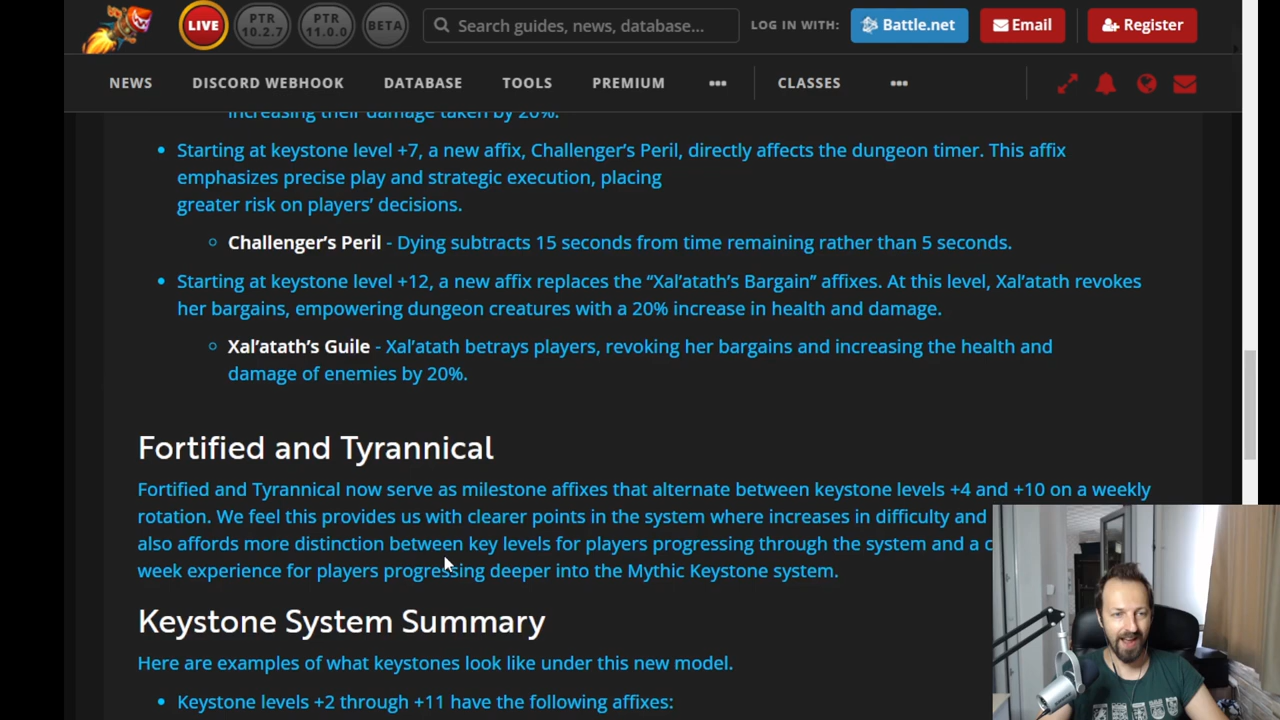 LIVE
PTR
10.2.7
PTR
11.0.0
BETA
Search guides, news, database...
LOG IN WITH:
Battle.net
Email
Register
NEWS
DISCORD WEBHOOK
DATABASE
TOOLS
PREMIUM
•••
CLASSES
•••
increasing their damage taken by 20%.
• Starting at keystone level +7, a new affix, Challenger’s Peril, directly affects the dungeon timer. This affix
emphasizes precise play and strategic execution, placing
greater risk on players’ decisions.
○ Challenger’s Peril - Dying subtracts 15 seconds from time remaining rather than 5 seconds.
• Starting at keystone level +12, a new affix replaces the “Xal’atath’s Bargain” affixes. At this level, Xal’atath revokes
her bargains, empowering dungeon creatures with a 20% increase in health and damage.
○ Xal’atath’s Guile - Xal’atath betrays players, revoking her bargains and increasing the health and
damage of enemies by 20%.
Fortified and Tyrannical
Fortified and Tyrannical now serve as milestone affixes that alternate between keystone levels +4 and +10 on a weekly
rotation. We feel this provides us with clearer points in the system where increases in difficulty and
also affords more distinction between key levels for players progressing through the system and a c
week experience for players progressing deeper into the Mythic Keystone system.
Keystone System Summary
Here are examples of what keystones look like under this new model.
• Keystone levels +2 through +11 have the following affixes: